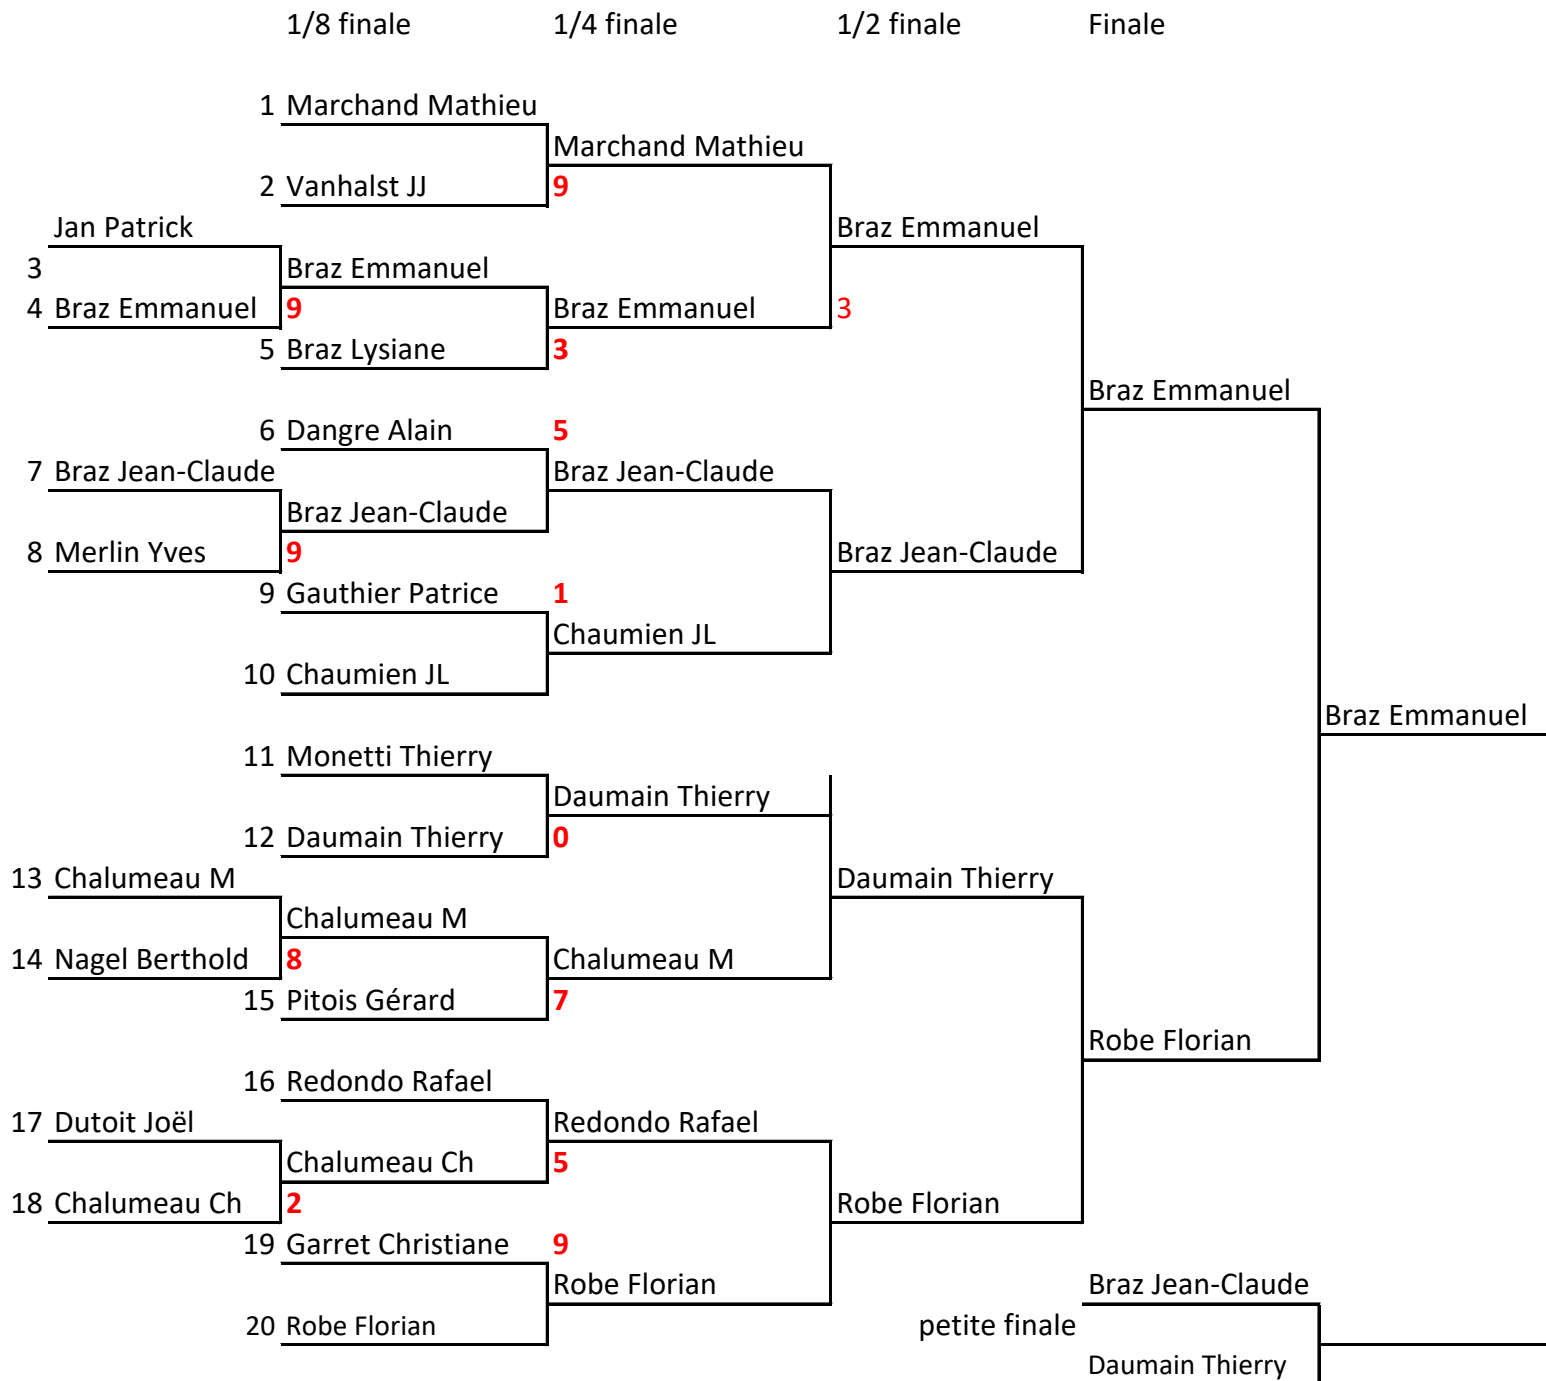 1/8 finale 1/4 finale 1/2 finale Finale
1 Marchand Mathieu
Marchand Mathieu
2 Vanhalst JJ 9
Jan Patrick Braz Emmanuel
3 Braz Emmanuel
4 Braz Emmanuel 9 Braz Emmanuel 3
5 Braz Lysiane 3
Braz Emmanuel
6 Dangre Alain 5
7 Braz Jean-Claude Braz Jean-Claude
Braz Jean-Claude
8 Merlin Yves 9 Braz Jean-Claude
9 Gauthier Patrice 1
Chaumien JL
10 Chaumien JL
Braz Emmanuel
11 Monetti Thierry
Daumain Thierry
12 Daumain Thierry 0
13 Chalumeau M Daumain Thierry
Chalumeau M
14 Nagel Berthold 8 Chalumeau M
15 Pitois Gérard 7
Robe Florian
16 Redondo Rafael
17 Dutoit Joël Redondo Rafael
Chalumeau Ch 5
18 Chalumeau Ch 2 Robe Florian
19 Garret Christiane 9
Robe Florian Braz Jean-Claude
20 Robe Florian petite finale
Daumain Thierry